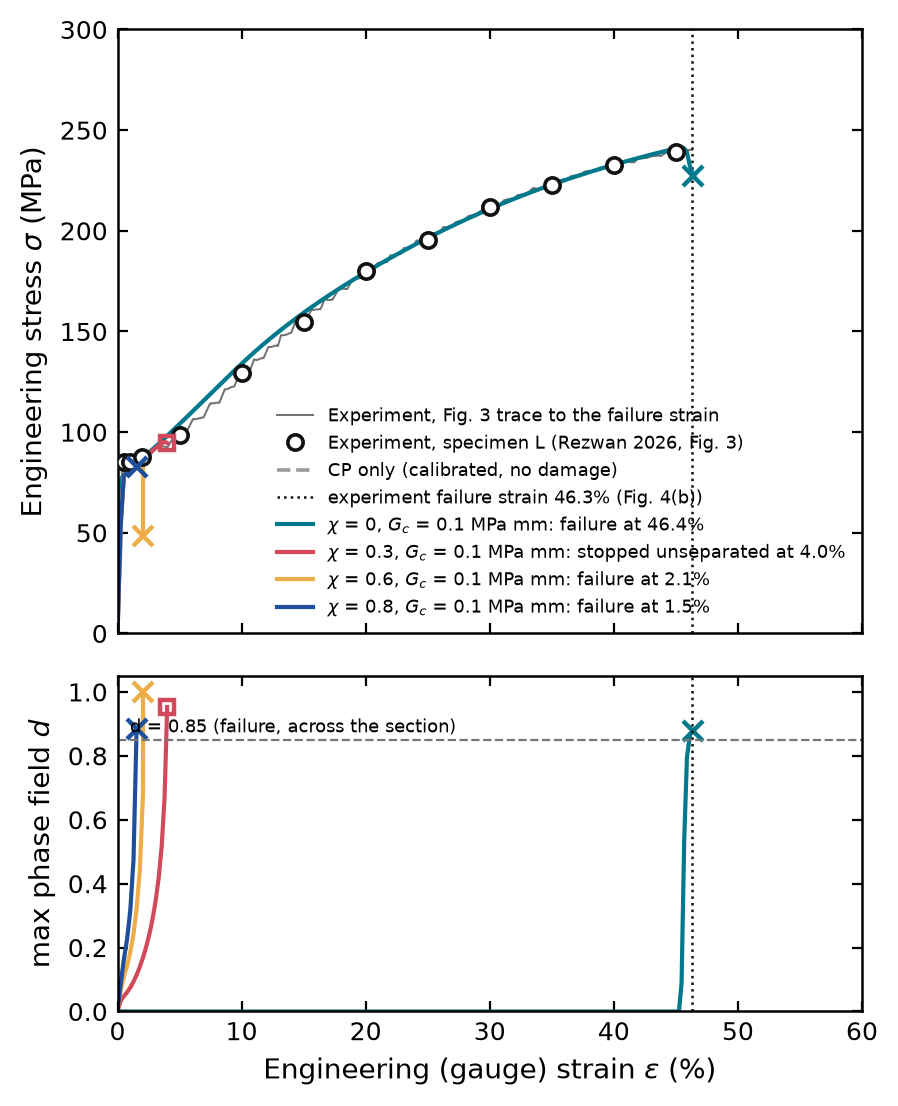 300
250
200
150
100
50
0
Engineering stress σ (MPa)
Experiment, Fig. 3 trace to the failure strain
Experiment, specimen L (Rezwan 2026, Fig. 3)
CP only (calibrated, no damage)
experiment failure strain 46.3% (Fig. 4(b))
χ = 0, G_c = 0.1 MPa mm: failure at 46.4%
χ = 0.3, G_c = 0.1 MPa mm: stopped unseparated at 4.0%
χ = 0.6, G_c = 0.1 MPa mm: failure at 2.1%
χ = 0.8, G_c = 0.1 MPa mm: failure at 1.5%
1.0
0.8
0.6
0.4
0.2
0.0
max phase field d
d = 0.85 (failure, across the section)
0 10 20 30 40 50 60
Engineering (gauge) strain ε (%)